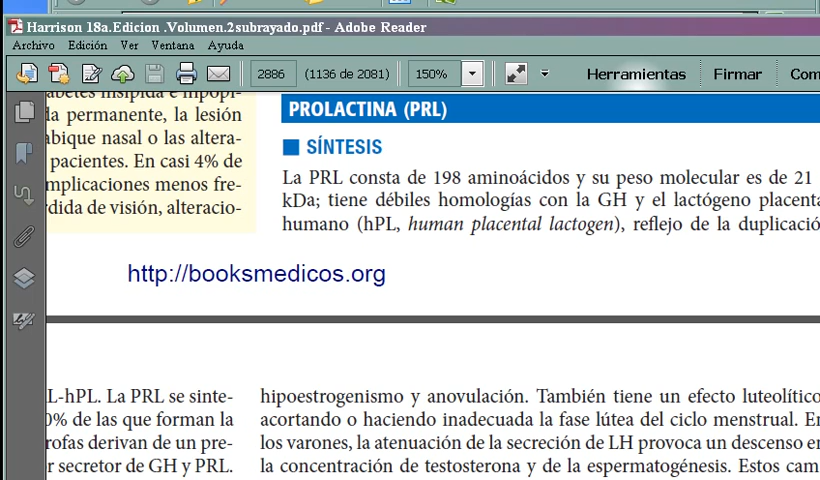 Harrison 18a.Edicion .Volumen.2subrayado.pdf - Adobe Reader
Archivo Edición Ver Ventana Ayuda
2886 (1136 de 2081) 150% Herramientas Firmar Com
da permanente, la lesión
abique nasal o las altera-
pacientes. En casi 4% de
mplicaciones menos fre-
rdida de visión, alteracio-
PROLACTINA (PRL)
SÍNTESIS
La PRL consta de 198 aminoácidos y su peso molecular es de 21
kDa; tiene débiles homologías con la GH y el lactógeno placenta
humano (hPL, human placental lactogen), reflejo de la duplicació
http://booksmedicos.org
L-hPL. La PRL se sinte-
0% de las que forman la
rofas derivan de un pre-
r secretor de GH y PRL.
hipoestrogenismo y anovulación. También tiene un efecto luteolítico
acortando o haciendo inadecuada la fase lútea del ciclo menstrual. En
los varones, la atenuación de la secreción de LH provoca un descenso en
la concentración de testosterona y de la espermatogénesis. Estos cam